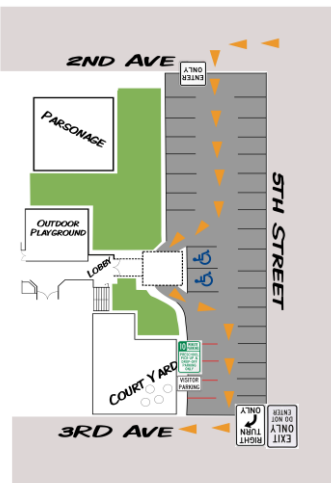 2ND AVE
ENTER
ONLY
PARSONAGE
5TH STREET
OUTDOOR
PLAYGROUND
LOBBY
10
VISITOR
PARKING
COURT YARD
3RD AVE
RIGHT
TURN
ONLY
EXIT
ONLY
DO NOT
ENTER